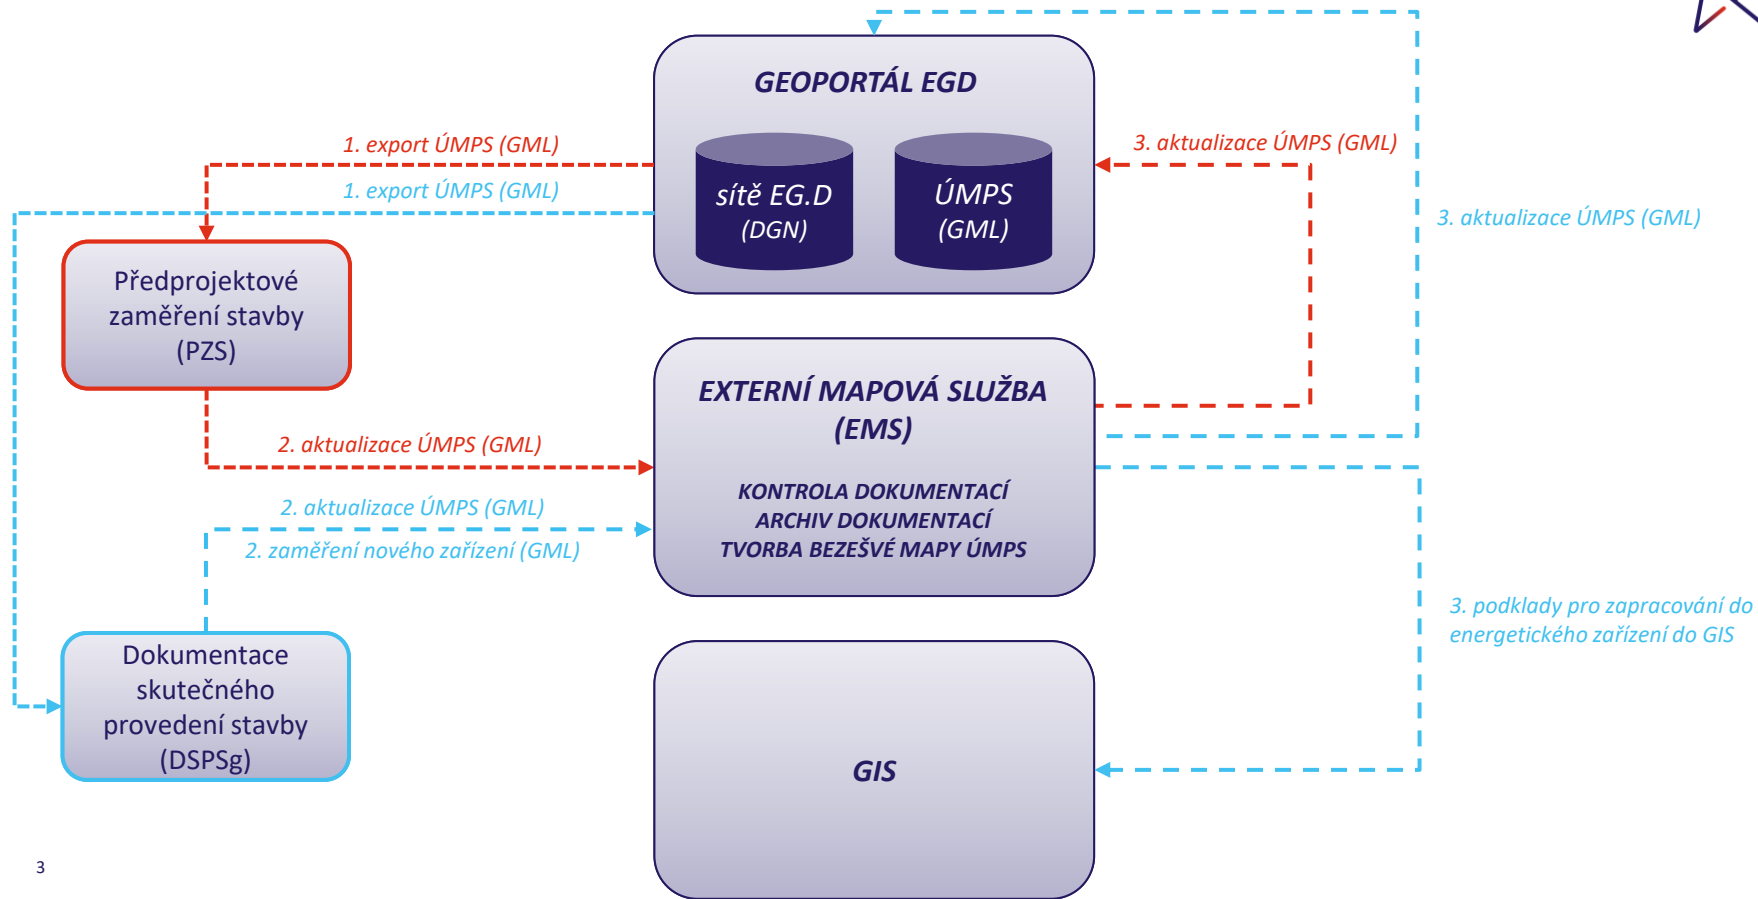 GEOPORTÁL EGD
sítě EG.D
(DGN)
ÚMPS
(GML)
1. export ÚMPS (GML)
1. export ÚMPS (GML)
3. aktualizace ÚMPS (GML)
3. aktualizace ÚMPS (GML)
Předprojektové
zaměření stavby
(PZS)
EXTERNÍ MAPOVÁ SLUŽBA
(EMS)
KONTROLA DOKUMENTACÍ
ARCHIV DOKUMENTACÍ
TVORBA BEZEŠVÉ MAPY ÚMPS
2. aktualizace ÚMPS (GML)
2. aktualizace ÚMPS (GML)
2. zaměření nového zařízení (GML)
3. podklady pro zapracování do
energetického zařízení do GIS
Dokumentace
skutečného
provedení stavby
(DSPSg)
GIS
3